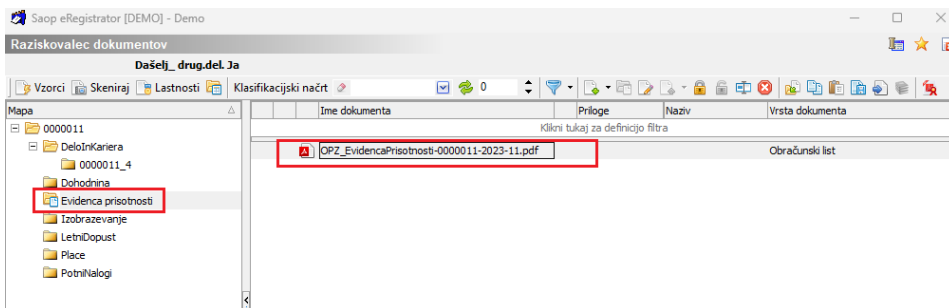 Saop eRegistrator [DEMO] - Demo
Raziskovalec dokumentov
Dašelj_ drug.del. Ja
Vzorci Skeniraj Lastnosti Klasifikacijski načrt 0
Mapa Ime dokumenta Priloge Naziv Vrsta dokumenta
0000011 Klikni tukaj za definicijo filtra
DeloInKariera OPZ_EvidencaPrisotnosti-0000011-2023-11.pdf Obračunski list
0000011_4
Dohodnina
Evidenca prisotnosti
Izobrazevanje
LetniDopust
Place
PotniNalogi